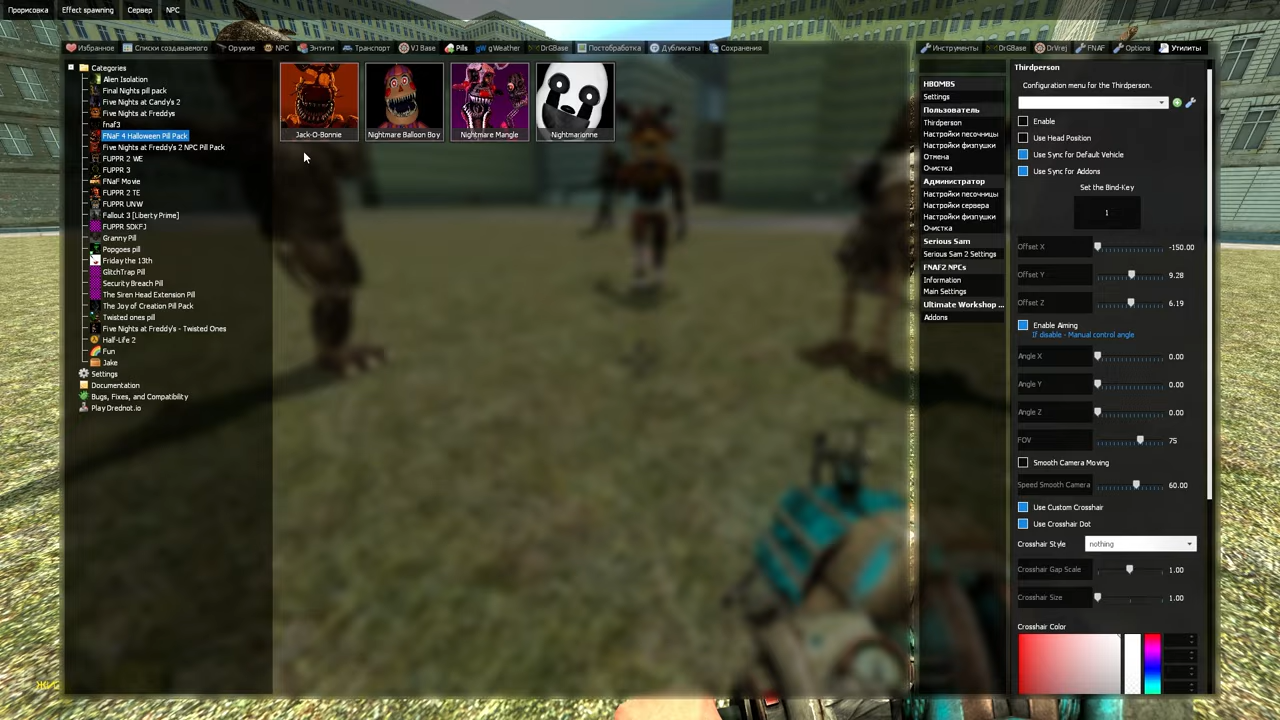 Прорисовка Effect spawning Сервер NPC
Избранное Списки создаваемого Оружие NPC Энтити Транспорт VJ Base Pills gWeather DrGBase Постобработка Дубликаты Сохранения
Инструменты DrGBase DrVrej FNAF Options Утилиты
Categories
Alien Isolation
Final Nights pill pack
Five Nights at Candy's 2
Five Nights at Freddys
fnaf3
FNaF 4 Halloween Pill Pack
Five Nights at Freddy's 2 NPC Pill Pack
FUPPR 2 WE
FUPPR 3
FNaF Movie
FUPPR 2 TE
FUPPR UNW
Fallout 3 [Liberty Prime]
FUPPR SDKFJ
Granny Pill
Popgoes pill
Friday the 13th
GlitchTrap Pill
Security Breach Pill
The Siren Head Extension Pill
The Joy of Creation Pill Pack
Twisted ones pill
Five Nights at Freddy's - Twisted Ones
Half-Life 2
Fun
Jake
Settings
Documentation
Bugs, Fixes, and Compatibility
Play Drednot.io
Jack-O-Bonnie Nightmare Balloon Boy Nightmare Mangle Nightmarionne
HBOMBS
Settings
Пользователь
Thirdperson
Настройки песочницы
Настройки физпушки
Отмена
Очистка
Администратор
Настройки песочницы
Настройки сервера
Настройки физпушки
Очистка
Serious Sam
Serious Sam 2 Settings
FNAF2 NPCs
Information
Main Settings
Ultimate Workshop ...
Addons
Thirdperson
Configuration menu for the Thirdperson.
Enable
Use Head Position
Use Sync for Default Vehicle
Use Sync for Addons
Set the Bind-Key
1
Offset X -150.00
Offset Y 9.28
Offset Z 6.19
Enable Aiming
If disable - Manual control angle
Angle X 0.00
Angle Y 0.00
Angle Z 0.00
FOV 75
Smooth Camera Moving
Speed Smooth Camera 60.00
Use Custom Crosshair
Use Crosshair Dot
Crosshair Style nothing
Crosshair Gap Scale 1.00
Crosshair Size 1.00
Crosshair Color